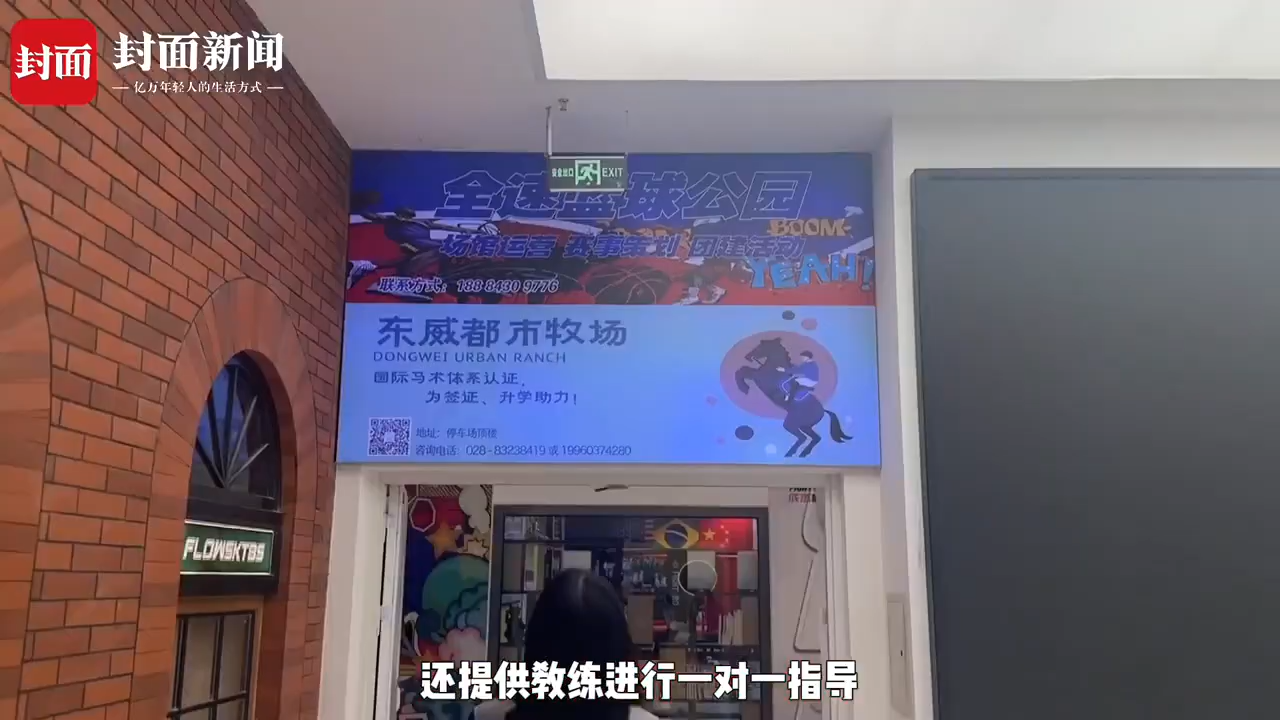 封面
封面新闻
亿万年轻人的生活方式
安全出口 EXIT
全速篮球公园
BOOM-
场馆运营 赛事策划 团建活动
YEAH!
联系方式：188 8430 9776
东威都市牧场
DONGWEI URBAN RANCH
国际马术体系认证，
为签证、升学助力！
地址：停车场顶楼
咨询电话：028-83238419 或 19960374280
FLOWSKTBS
还提供教练进行一对一指导